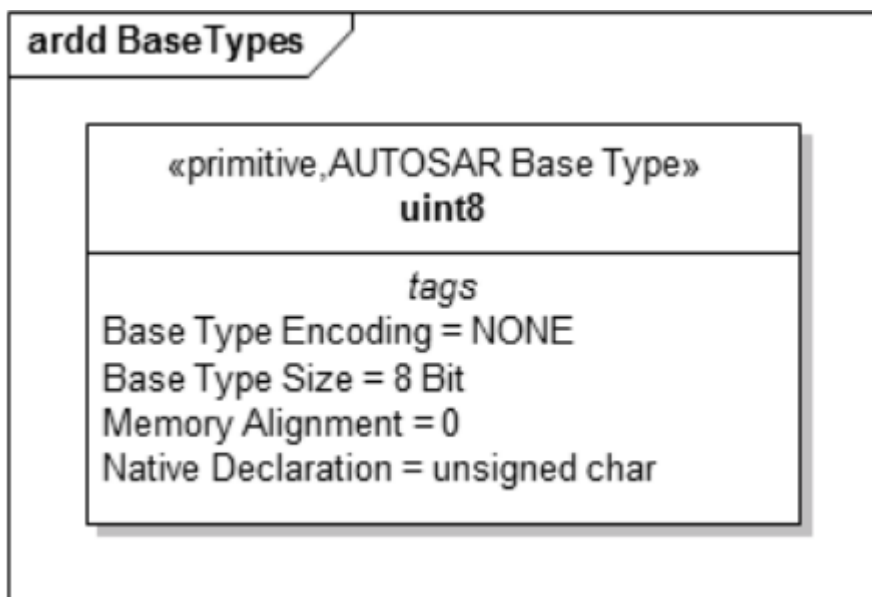 ardd BaseTypes
«primitive,AUTOSAR Base Type»
uint8
tags
Base Type Encoding = NONE
Base Type Size = 8 Bit
Memory Alignment = 0
Native Declaration = unsigned char